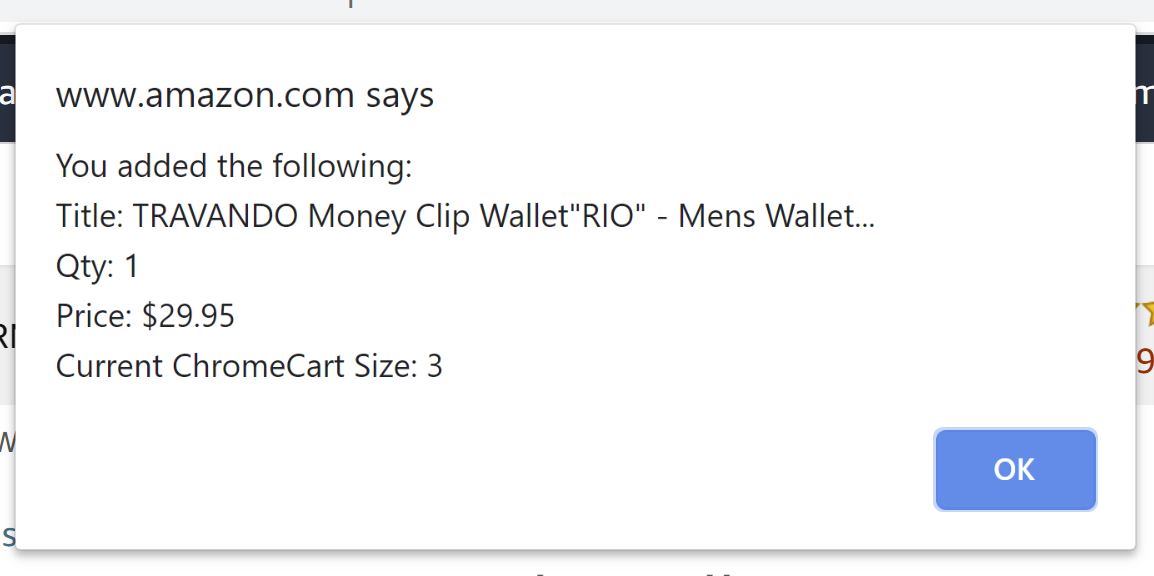 www.amazon.com says
You added the following:
Title: TRAVANDO Money Clip Wallet"RIO" - Mens Wallet...
Qty: 1
Price: $29.95
Current ChromeCart Size: 3
OK